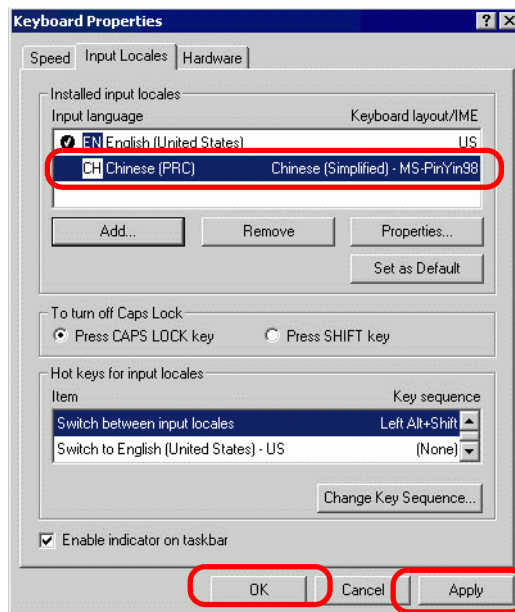 Keyboard Properties
Speed Input Locales Hardware
Installed input locales
Input language Keyboard layout/IME
EN English (United States) US
CH Chinese (PRC) Chinese (Simplified) - MS-PinYin98
Add... Remove Properties...
Set as Default
To turn off Caps Lock
Press CAPS LOCK key Press SHIFT key
Hot keys for input locales
Item Key sequence
Switch between input locales Left Alt+Shift
Switch to English (United States) - US (None)
Change Key Sequence...
Enable indicator on taskbar
OK Cancel Apply